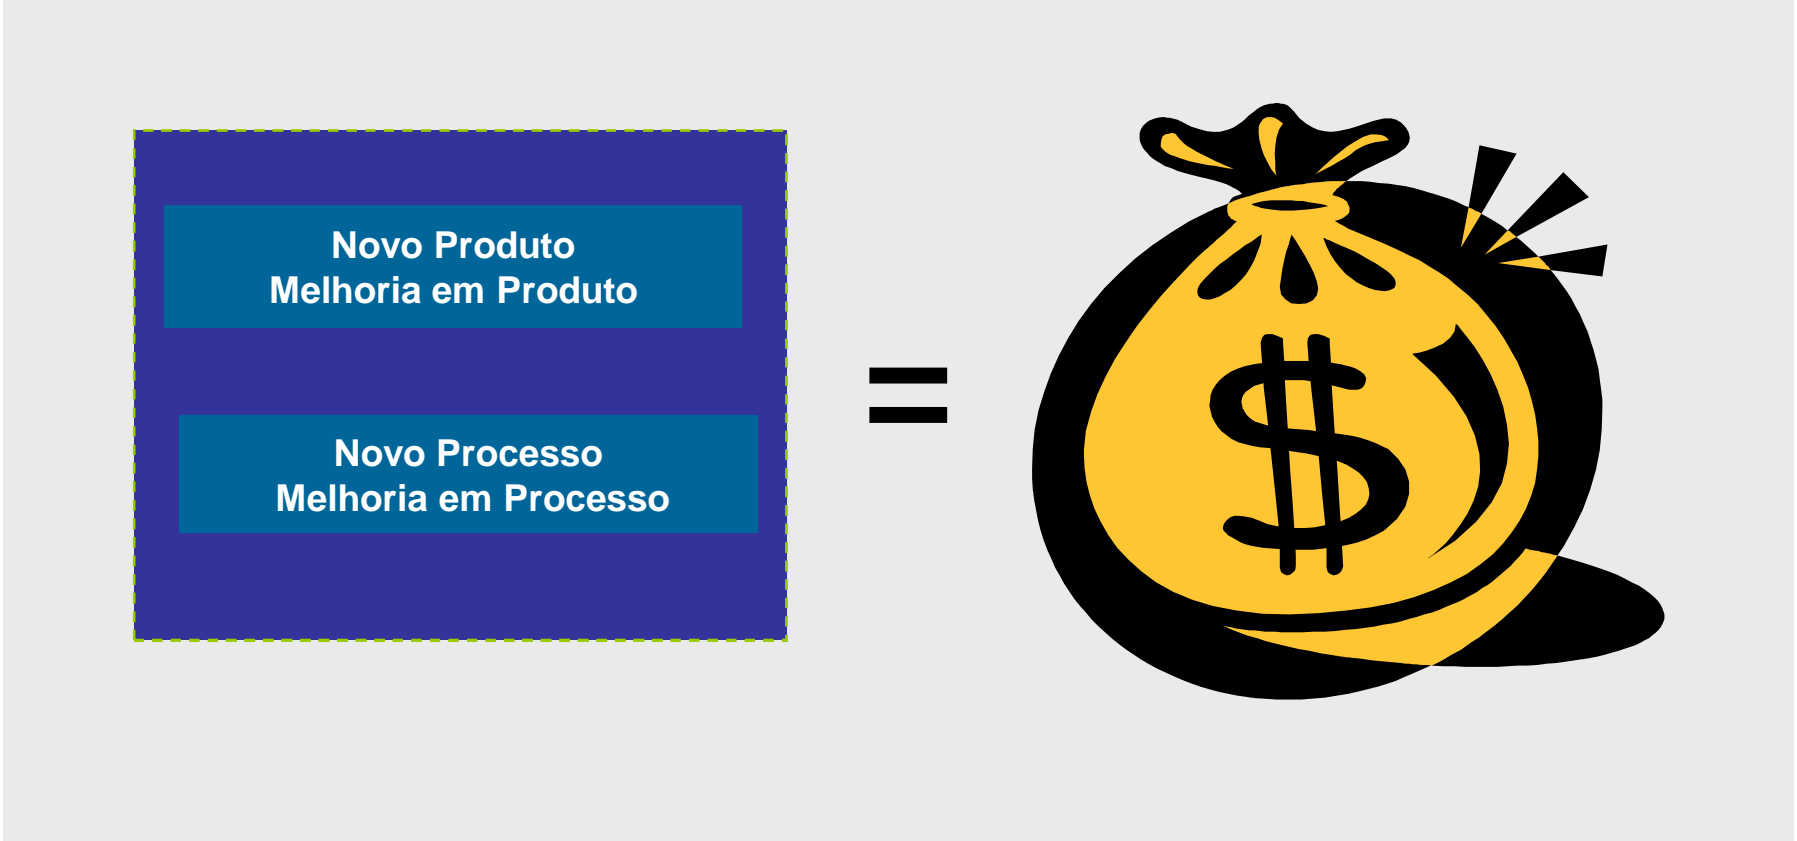 Novo Produto
Melhoria em Produto
=
Novo Processo
Melhoria em Processo
$